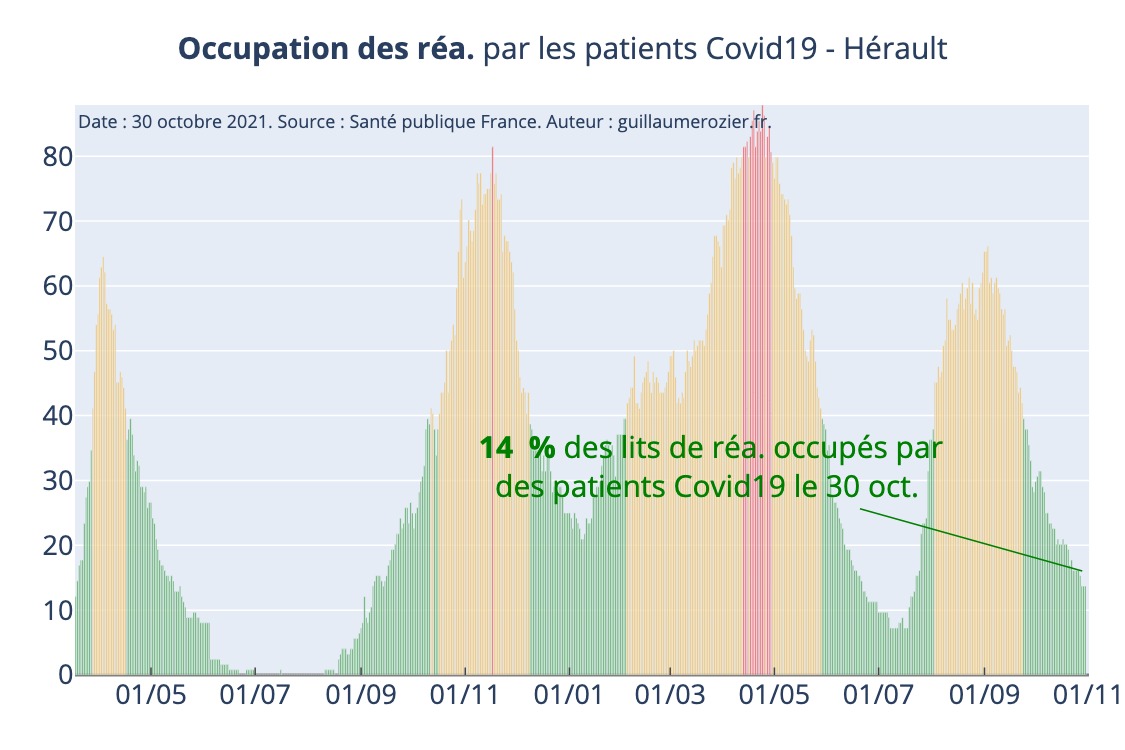 Occupation des réa. par les patients Covid19 - Hérault
Date : 30 octobre 2021. Source : Santé publique France. Auteur : guillaumerozier.fr.
80
70
60
50
40
30
20
10
0
14 % des lits de réa. occupés par
des patients Covid19 le 30 oct.
01/05 01/07 01/09 01/11 01/01 01/03 01/05 01/07 01/09 01/11